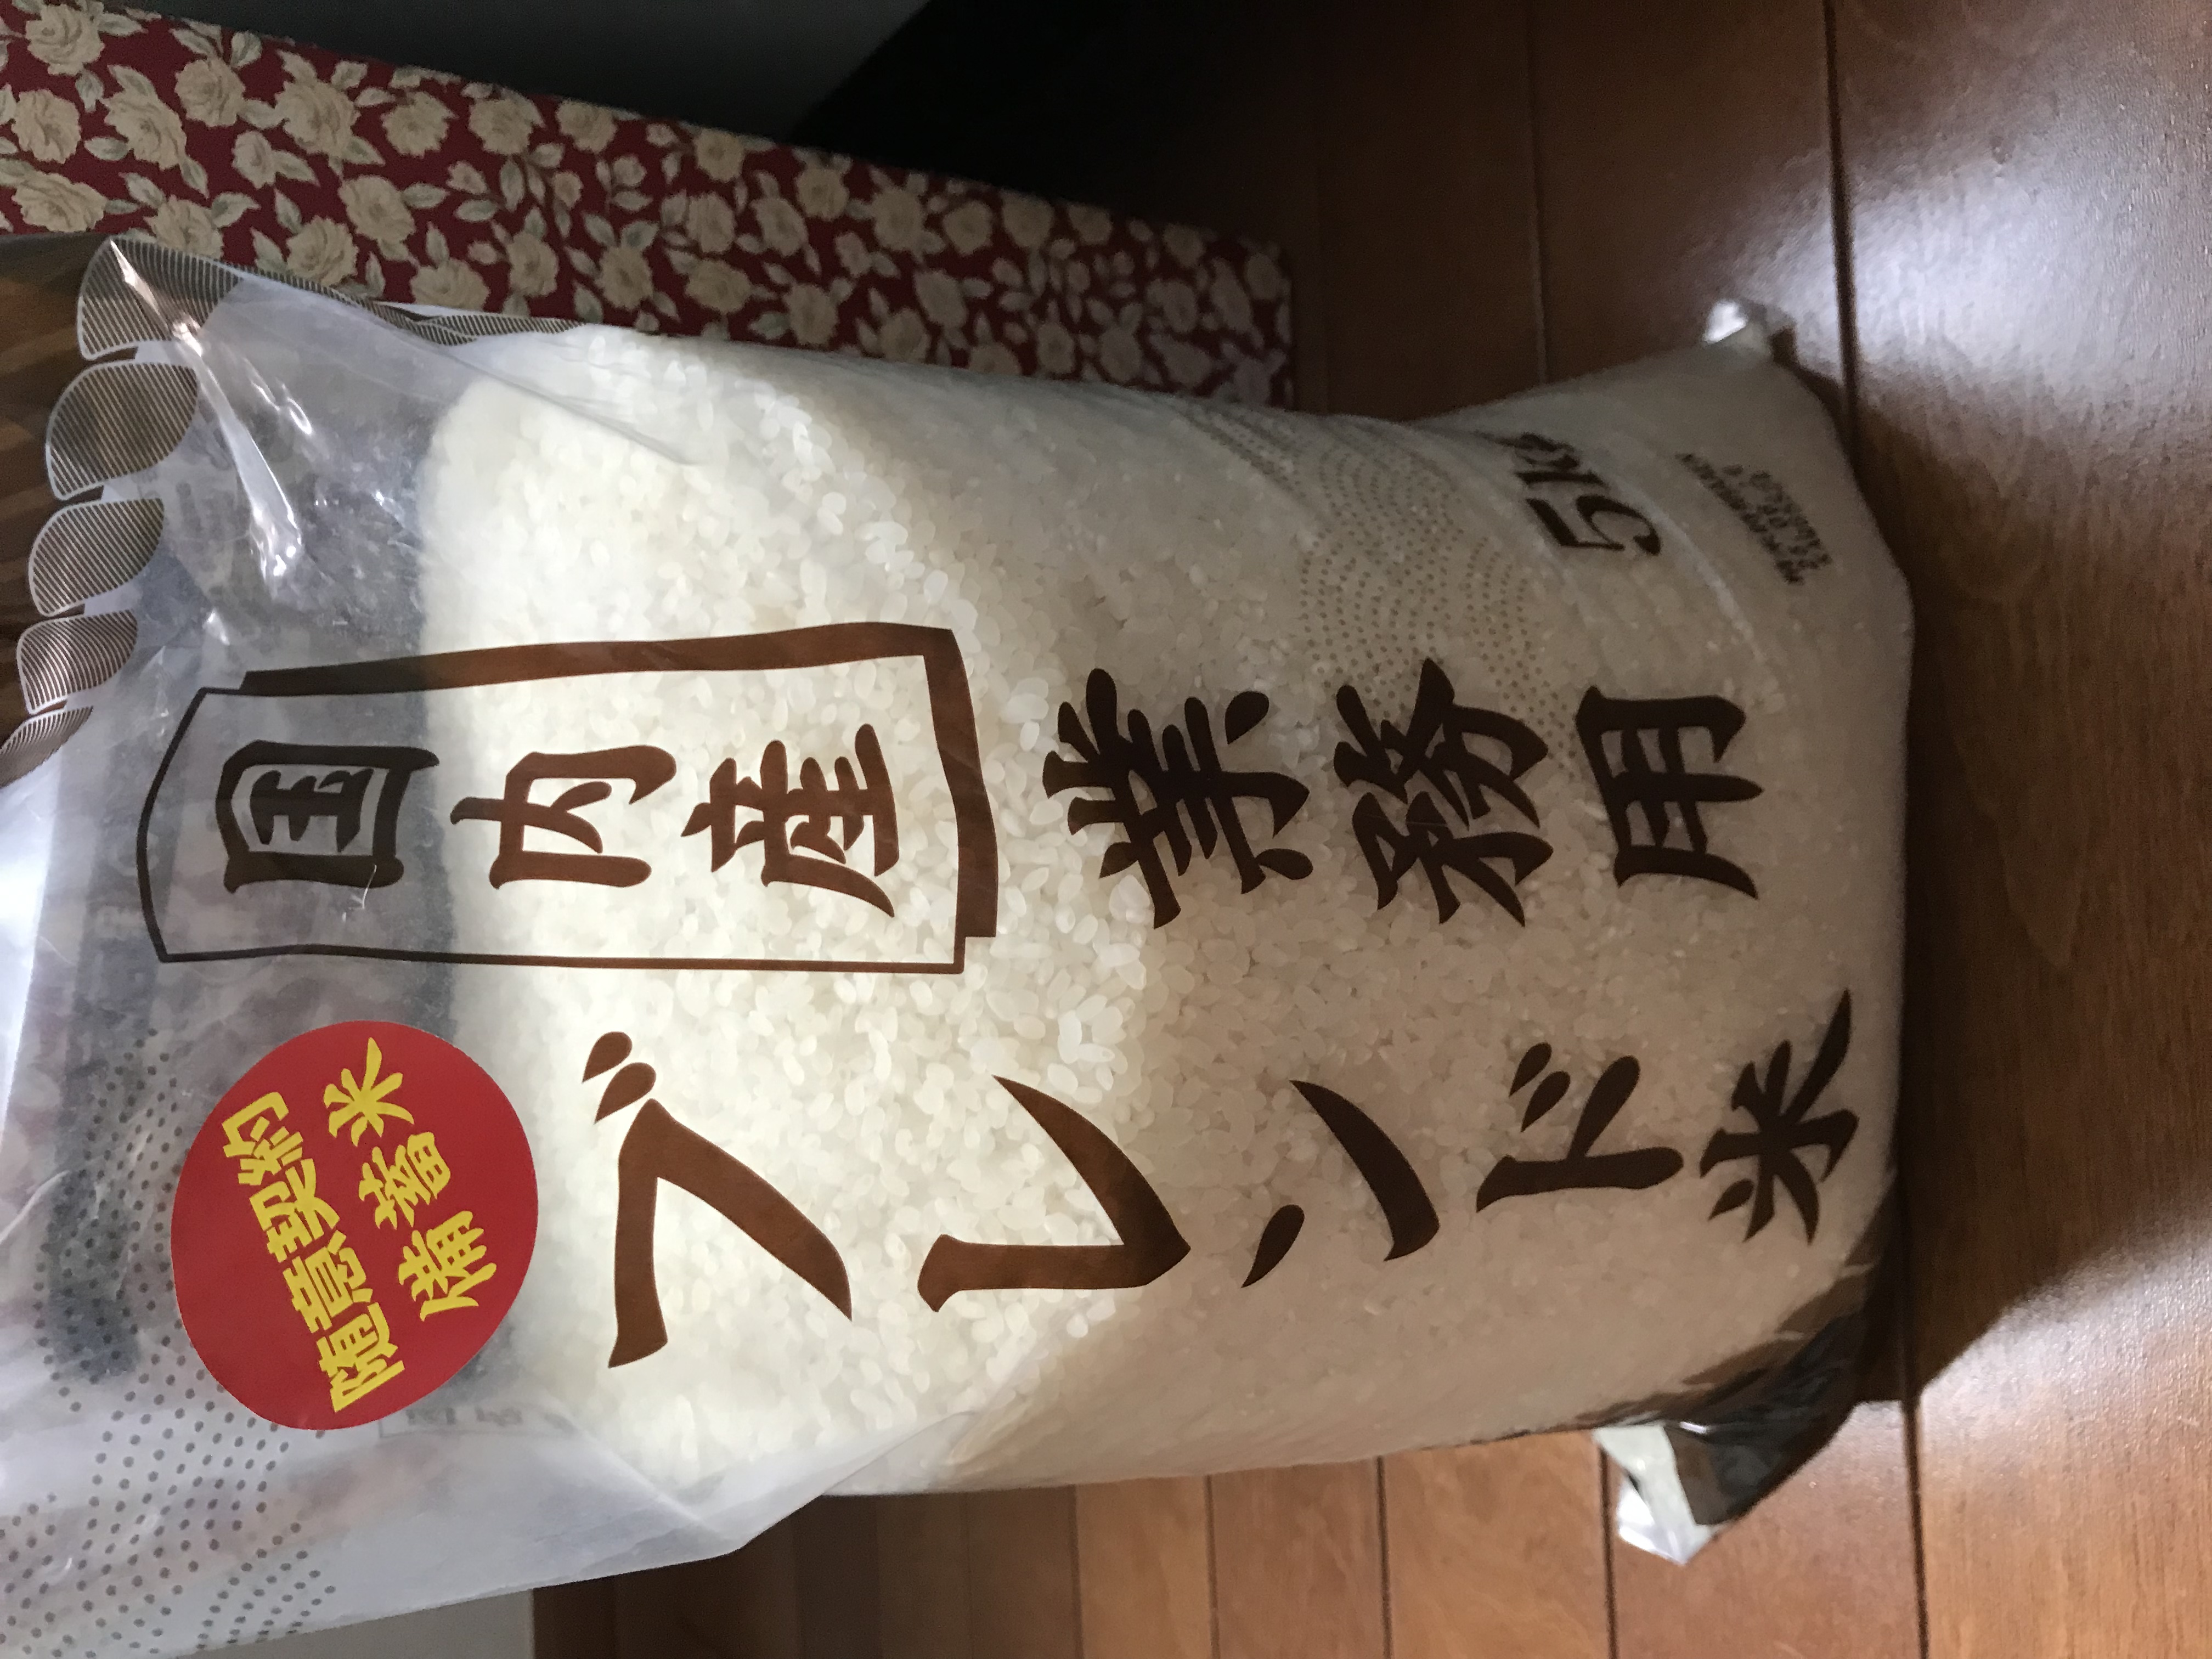 国内産
業務用
ブレンド米
随意契約
備蓄米
5kg